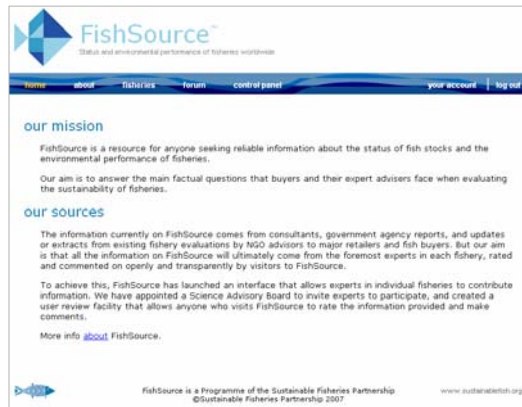 FishSource™
Status and environmental performance of fisheries worldwide
home about fisheries forum control panel your account log out
our mission
FishSource is a resource for anyone seeking reliable information about the status of fish stocks and the
environmental performance of fisheries.
Our aim is to answer the main factual questions that buyers and their expert advisers face when evaluating
the sustainability of fisheries.
our sources
The information currently on FishSource comes from consultants, government agency reports, and updates
or extracts from existing fishery evaluations by NGO advisors to major retailers and fish buyers. But our aim
is that all the information on FishSource will ultimately come from the foremost experts in each fishery, rated
and commented on openly and transparently by visitors to FishSource.
To achieve this, FishSource has launched an interface that allows experts in individual fisheries to contribute
information. We have appointed a Science Advisory Board to invite experts to participate, and created a
user review facility that allows anyone who visits FishSource to rate the information provided and make
comments.
More info about FishSource.
FishSource is a Programme of the Sustainable Fisheries Partnership www.sustainablefish.org
©Sustainable Fisheries Partnership 2007